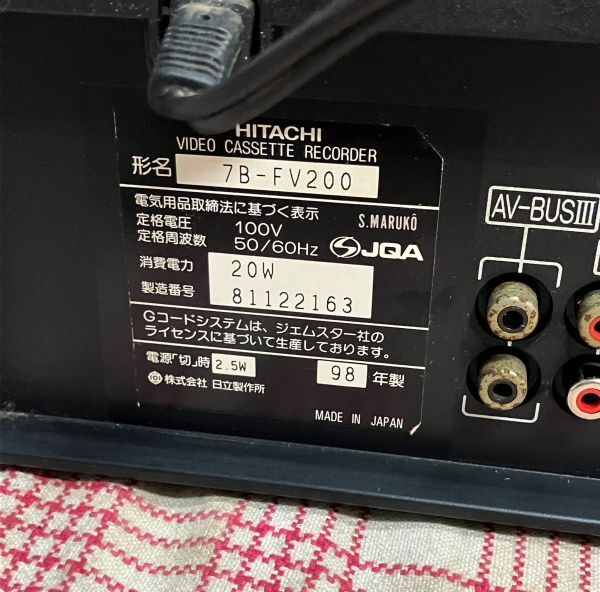 HITACHI
VIDEO CASSETTE RECORDER
形名 7B-FV200
電気用品取締法に基づく表示 S.MARUKÔ
定格電圧 100V
定格周波数 50/60Hz JQA
消費電力 20W
製造番号 81122163
Gコードシステムは、ジェムスター社の
ライセンスに基づいて生産しております。
電源「切」時 2.5W 98 年製
株式会社 日立製作所
MADE IN JAPAN
AV-BUSIII